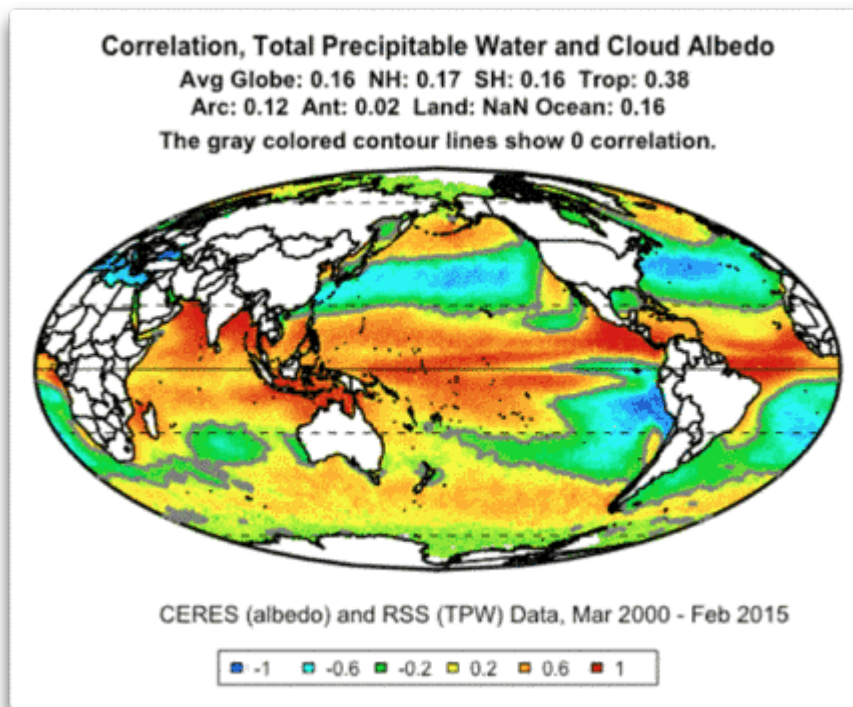 Correlation, Total Precipitable Water and Cloud Albedo
Avg Globe: 0.16 NH: 0.17 SH: 0.16 Trop: 0.38
Arc: 0.12 Ant: 0.02 Land: NaN Ocean: 0.16
The gray colored contour lines show 0 correlation.
CERES (albedo) and RSS (TPW) Data, Mar 2000 - Feb 2015
-1 -0.6 -0.2 0.2 0.6 1